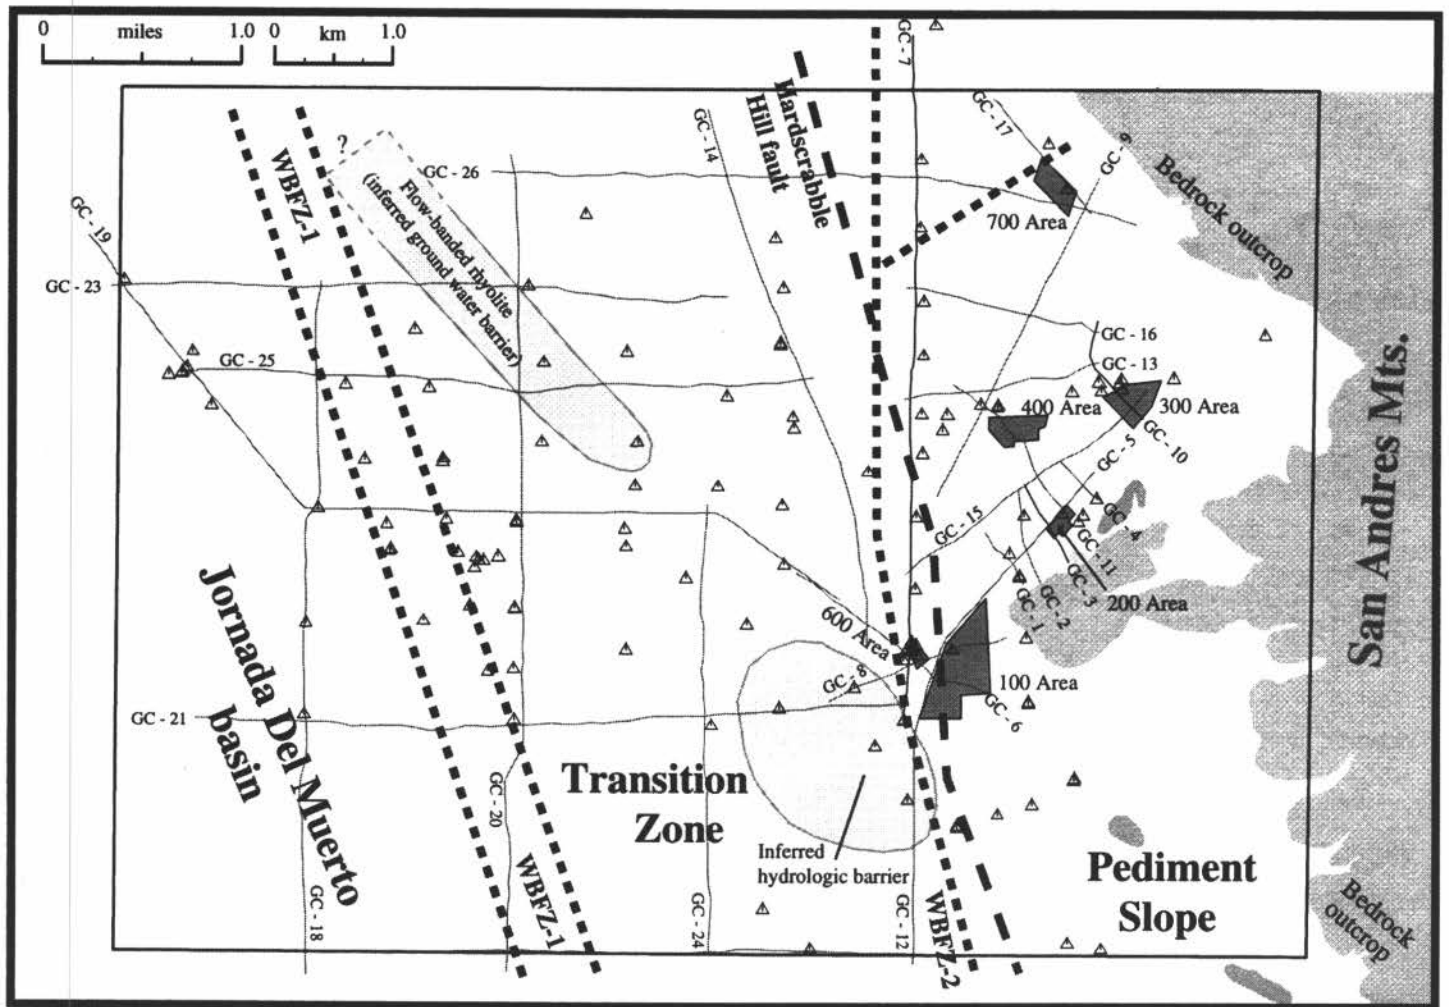 0 miles 1.0 0 km 1.0
GC - 7
Hardscrabble
Hill fault
GC - 17
GC - 9
GC - 14
WBFZ-1
?
GC - 26
Flow-banded rhyolite
(inferred ground water barrier)
Bedrock outcrop
700 Area
GC - 19
GC - 23
GC - 16
GC - 25
GC - 13
400 Area
300 Area
GC - 5
GC - 10
San Andres Mts.
GC - 15
GC - 4
GC - 11
GC - 3
GC - 2
GC - 1
200 Area
600 Area
Jornada Del Muerto
basin
GC - 8
100 Area
GC - 6
GC - 21
Transition
Zone
GC - 20
Inferred
hydrologic barrier
Pediment
Slope
WBFZ-1
GC - 18
GC - 24
GC - 12
WBFZ-2
Bedrock
outcrop